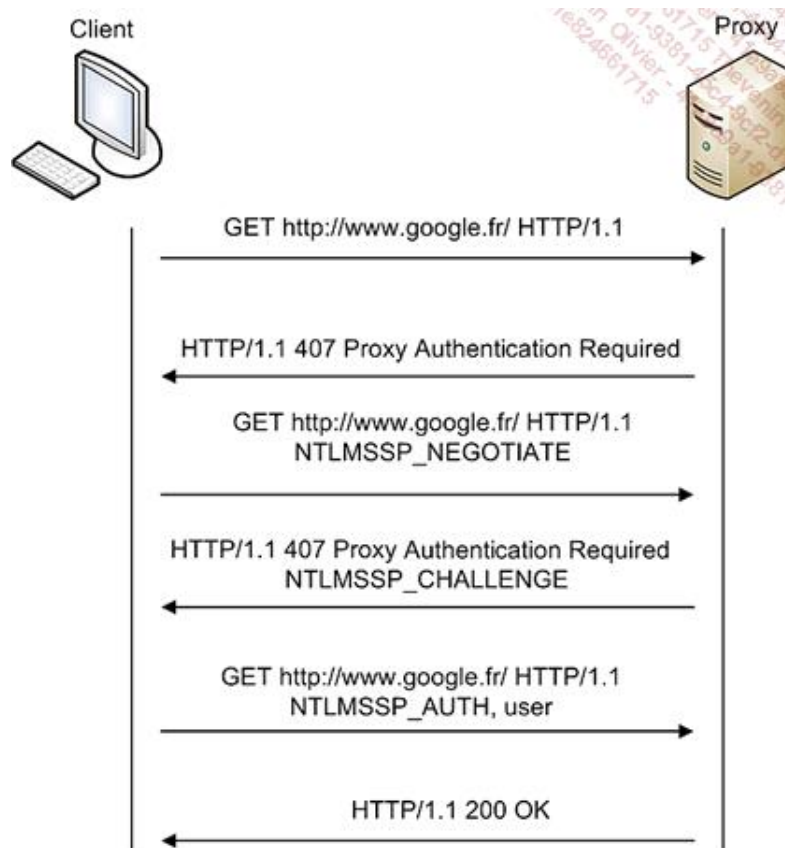 Client
Proxy
GET http://www.google.fr/ HTTP/1.1
HTTP/1.1 407 Proxy Authentication Required
GET http://www.google.fr/ HTTP/1.1
NTLMSSP_NEGOTIATE
HTTP/1.1 407 Proxy Authentication Required
NTLMSSP_CHALLENGE
GET http://www.google.fr/ HTTP/1.1
NTLMSSP_AUTH, user
HTTP/1.1 200 OK